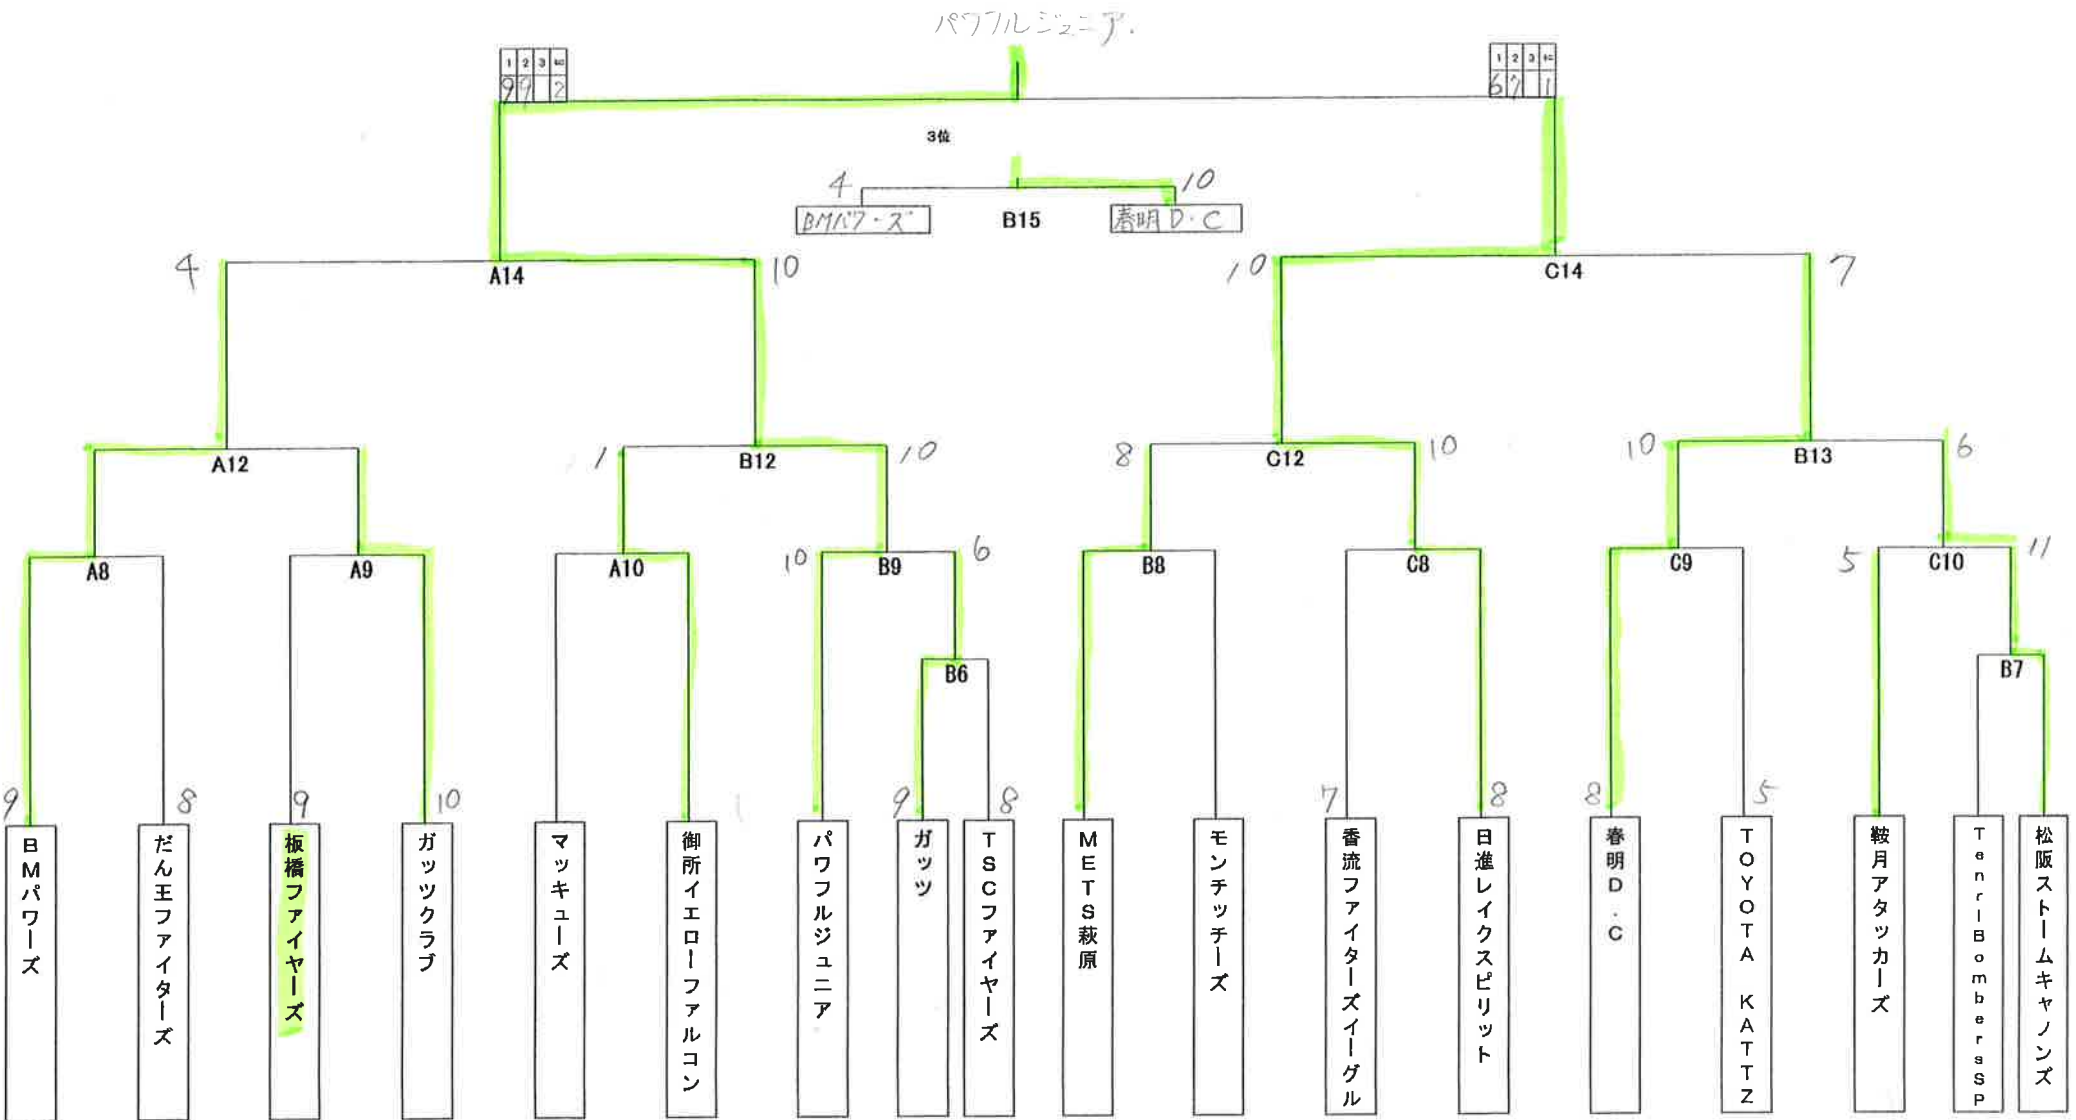 パワフルジュニア.
1 2 3 セ
9 9 2
1 2 3 セ
6 7 1
3位
4 10
BMパワーズ B15 春明D・C
4 A14 10 10 C14 7
A12 1 B12 10 8 C12 10 10 B13 6
A8 A9 A10 10 B9 6 B8 C8 C9 5 C10 11
B6 B7
9 8 9 10 9 8 7 8 8 5
BMパワーズ
だん王ファイターズ
板橋ファイヤーズ
ガッツクラブ
マッキューズ
御所イエローファルコン
パワフルジュニア
ガッツ
TSCファイヤーズ
METS萩原
モンチッチーズ
香流ファイターズイーグル
日進レイクスピリット
春明D.C
TOYOTA KATTZ
鞍月アタッカーズ
TenriBombersSP
松阪ストームキャノンズ